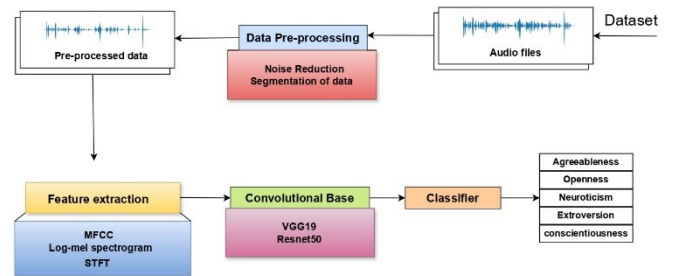 Dataset
Audio files
Data Pre-processing
Noise Reduction
Segmentation of data
Pre-processed data
Feature extraction
MFCC
Log-mel spectrogram
STFT
Convolutional Base
VGG19
Resnet50
Classifier
Agreeableness
Openness
Neuroticism
Extroversion
conscientiousness